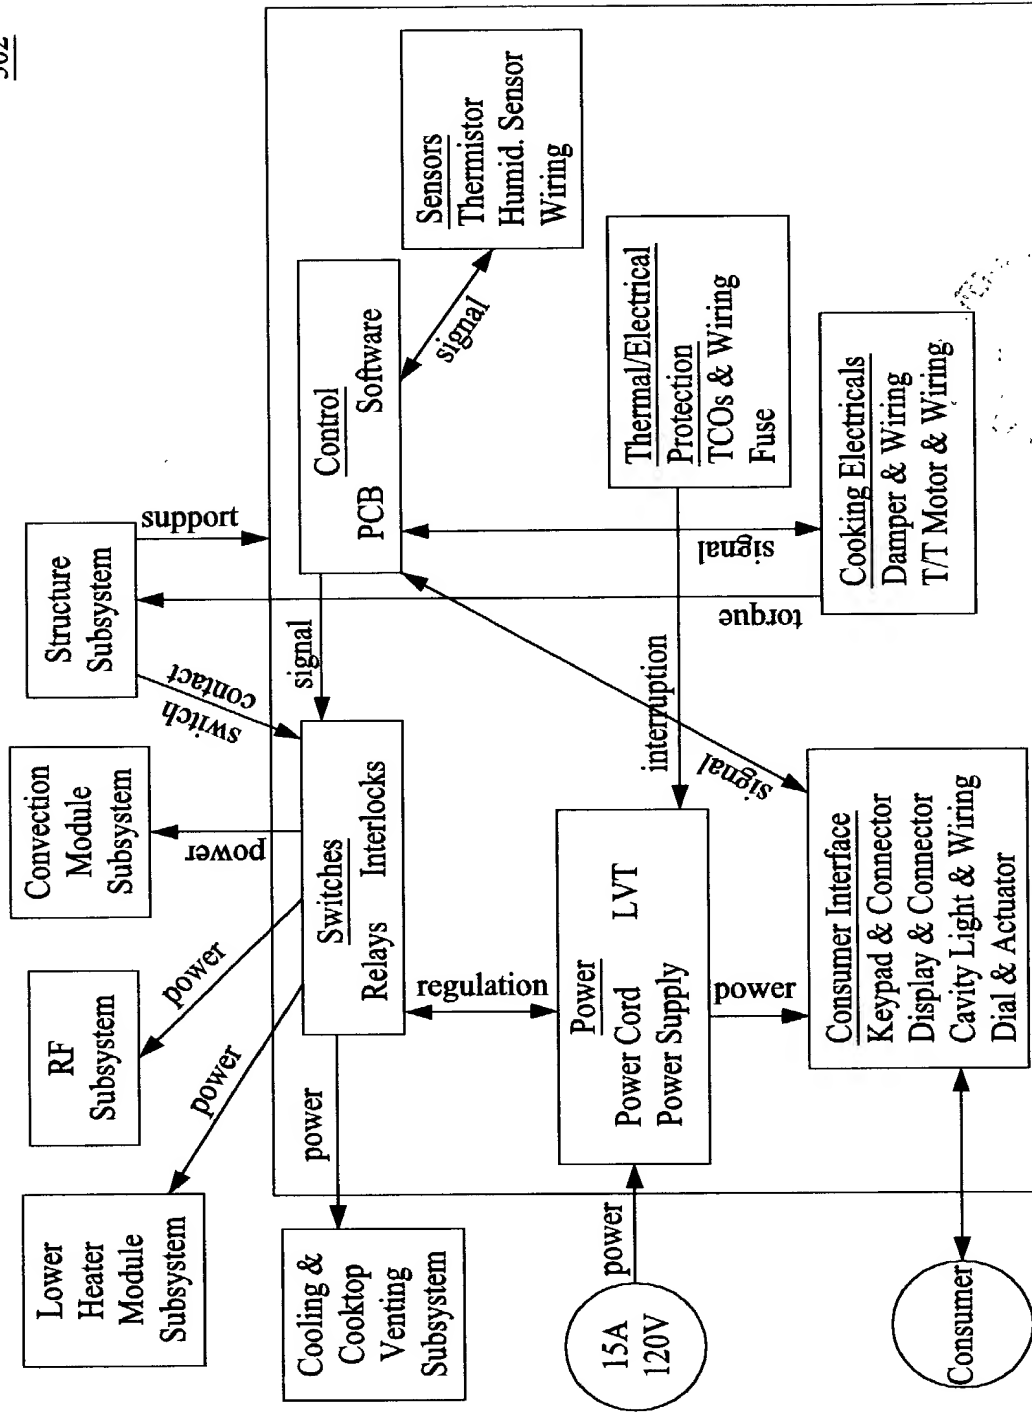 Lower
Heater
Module
Subsystem
power
RF
Subsystem
power
Convection
Module
Subsystem
power
Structure
Subsystem
switch
contact
support
Cooling &
Cooktop
Venting
Subsystem
power
Switches
Relays Interlocks
signal
Control
PCB Software
signal
Sensors
Thermistor
Humid. Sensor
Wiring
15A
120V
power
regulation
Power
Power Cord LVT
Power Supply
interruption
Thermal/Electrical
Protection
TCOs & Wiring
Fuse
signal
torque
signal
power
Consumer
Consumer Interface
Keypad & Connector
Display & Connector
Cavity Light & Wiring
Dial & Actuator
Cooking Electricals
Damper & Wiring
T/T Motor & Wiring